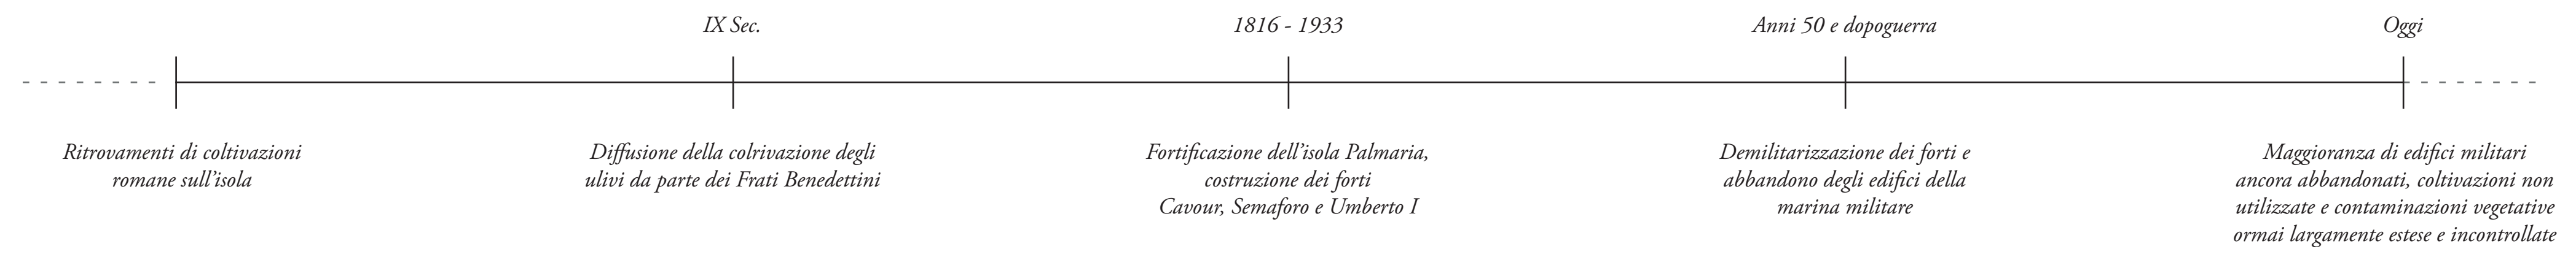 IX Sec.
1816 - 1933
Anni 50 e dopoguerra
Oggi
Ritrovamenti di coltivazioni
romane sull'isola
Diffusione della colrivazione degli
ulivi da parte dei Frati Benedettini
Fortificazione dell'isola Palmaria,
costruzione dei forti
Cavour, Semaforo e Umberto I
Demilitarizzazione dei forti e
abbandono degli edifici della
marina militare
Maggioranza di edifici militari
ancora abbandonati, coltivazioni non
utilizzate e contaminazioni vegetative
ormai largamente estese e incontrollate